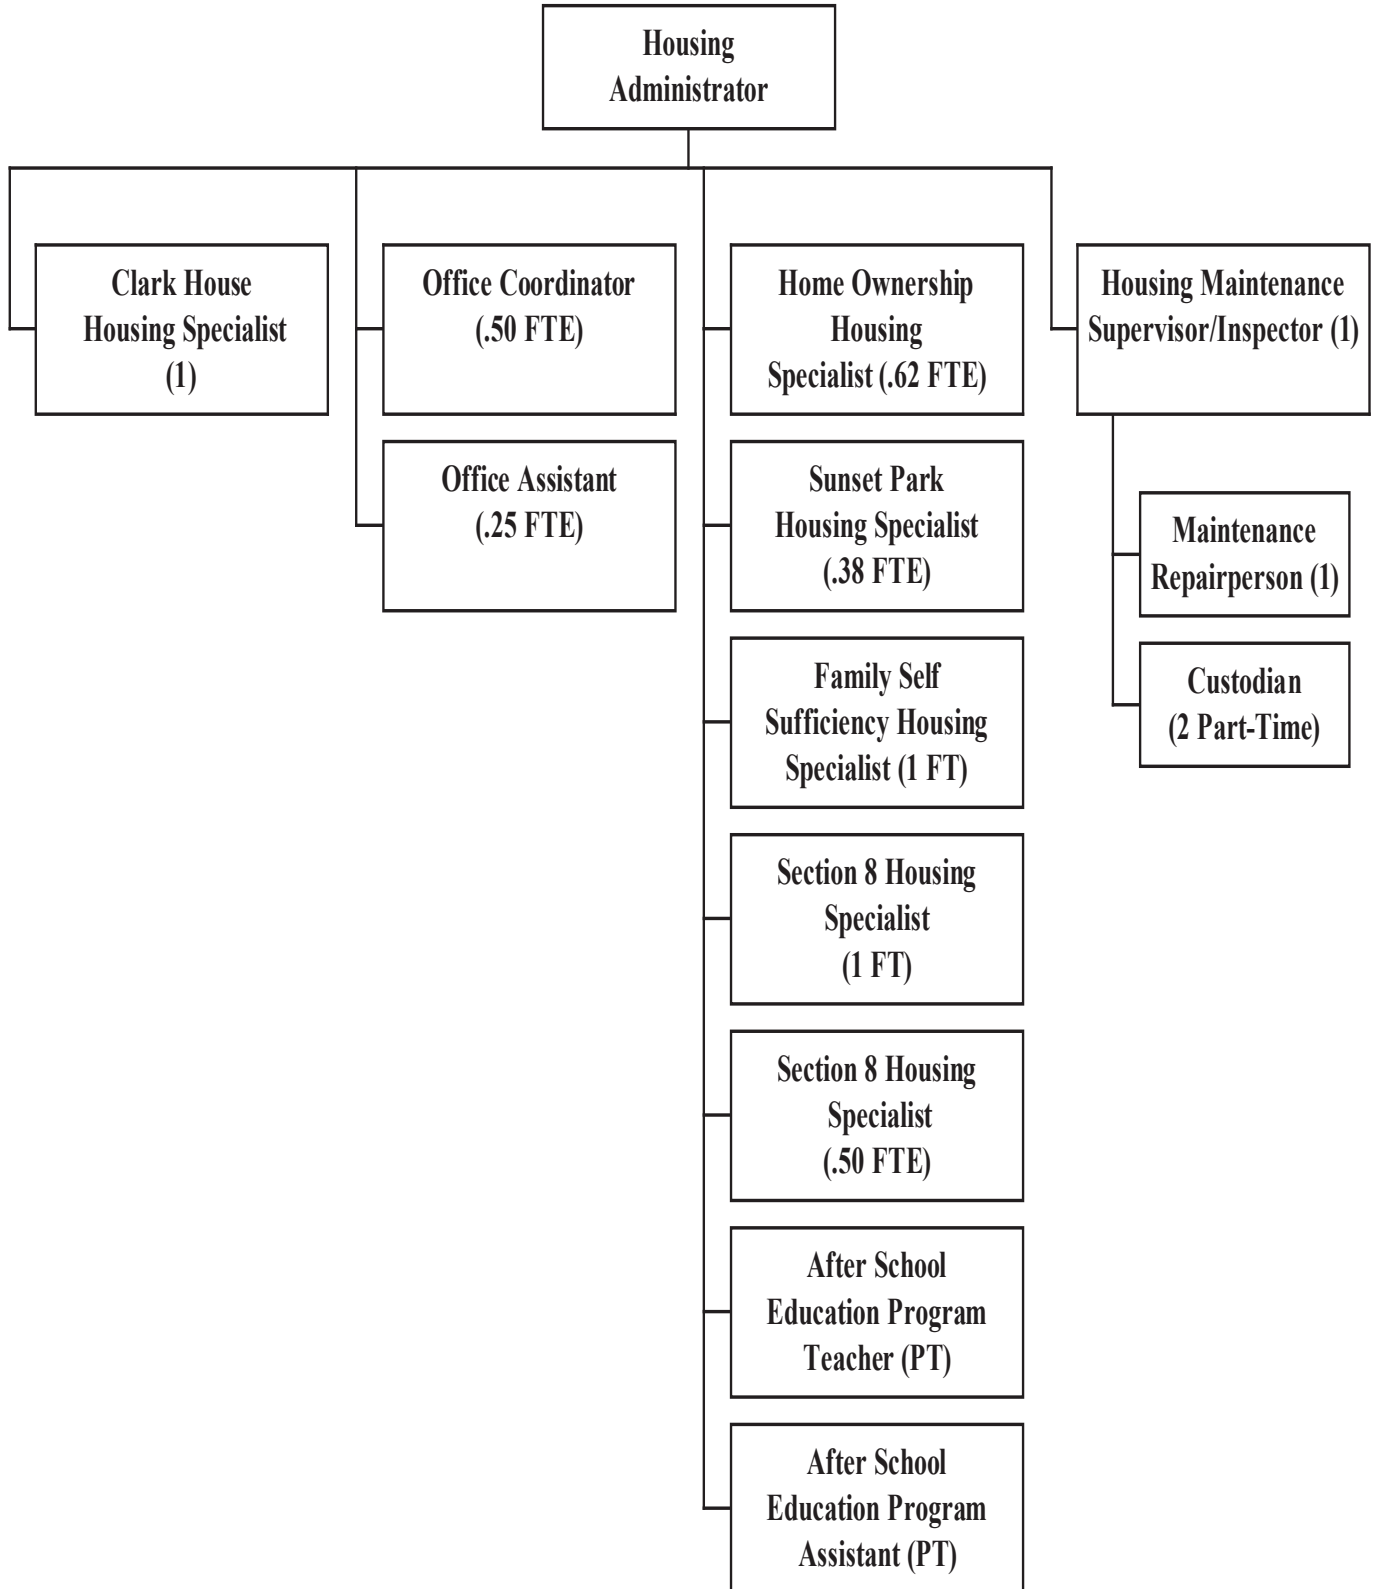 Housing
Administrator
Clark House
Housing Specialist
(1)
Office Coordinator
(.50 FTE)
Office Assistant
(.25 FTE)
Home Ownership
Housing
Specialist (.62 FTE)
Sunset Park
Housing Specialist
(.38 FTE)
Family Self
Sufficiency Housing
Specialist (1 FT)
Section 8 Housing
Specialist
(1 FT)
Section 8 Housing
Specialist
(.50 FTE)
After School
Education Program
Teacher (PT)
After School
Education Program
Assistant (PT)
Housing Maintenance
Supervisor/Inspector (1)
Maintenance
Repairperson (1)
Custodian
(2 Part-Time)